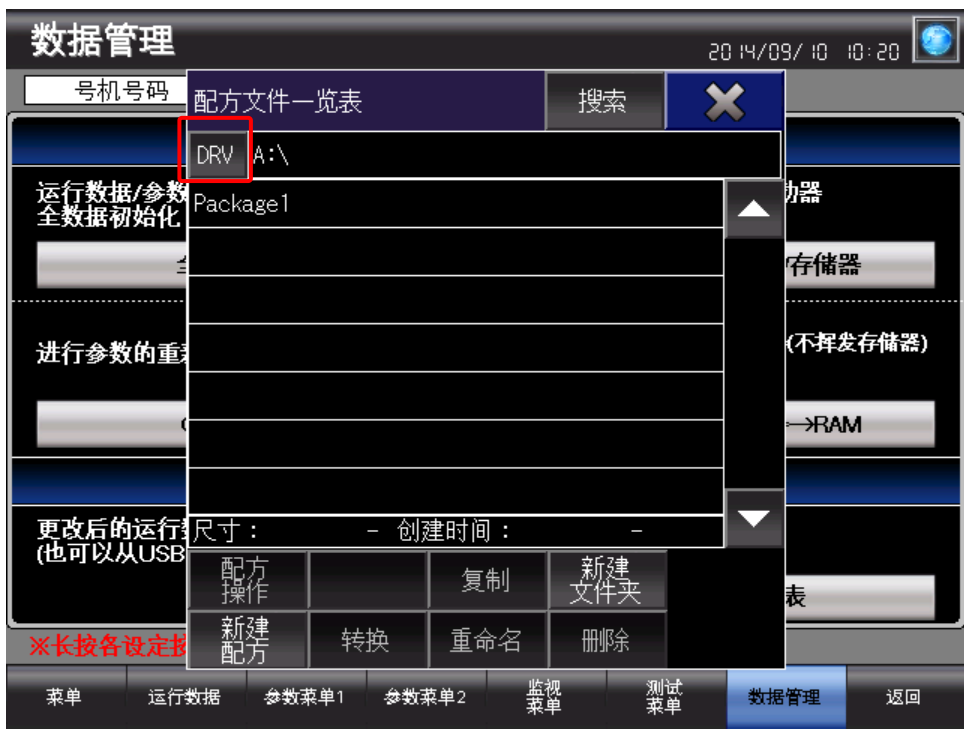 数据管理
2014/09/10 10:20
号机号码
配方文件一览表
搜索
DRV A:\
运行数据/参数
全数据初始化
Package1
动器
存储器
进行参数的重
(不挥发存储器)
→RAM
更改后的运行
(也可以从USB
尺寸: - 创建时间: -
配方
操作
复制
新建
文件夹
表
新建
配方
转换
重命名
删除
※长按各设定按
菜单
运行数据
参数菜单1
参数菜单2
监视
菜单
测试
菜单
数据管理
返回